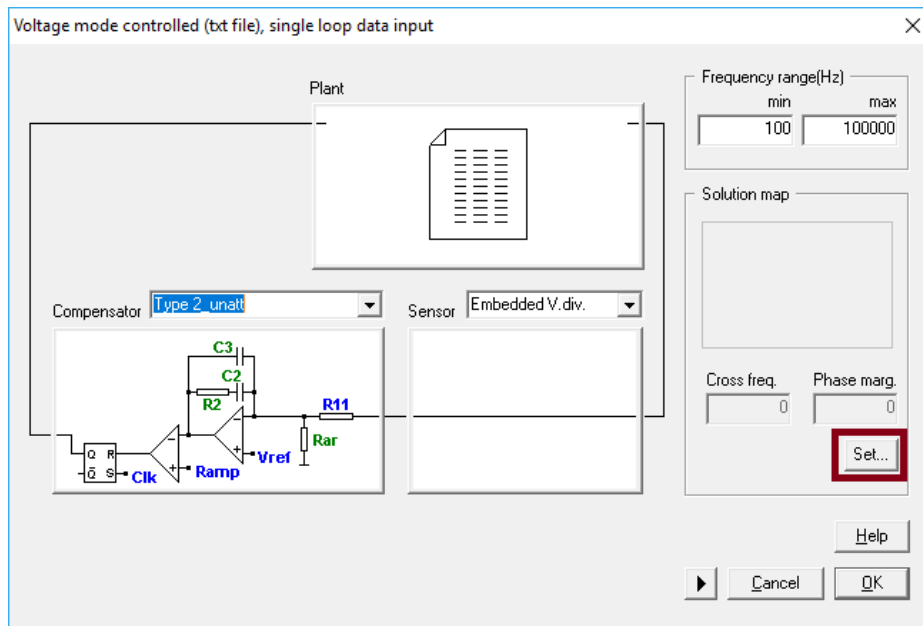 Voltage mode controlled (txt file), single loop data input
Plant
Frequency range(Hz)
min max
100 100000
Solution map
Compensator Type 2_unatt
Sensor Embedded V.div.
C3
C2
R2
R11
Rar
Vref
Ramp
Clk
Q R
Q̅ S
Cross freq. Phase marg.
0 0
Set...
Help
Cancel OK